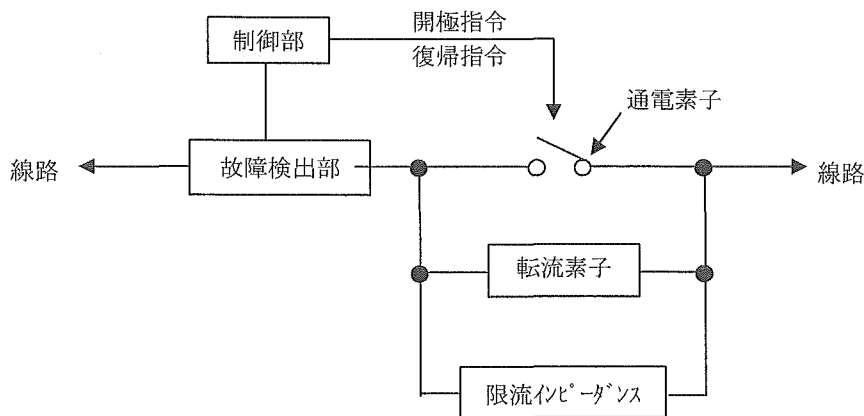 開極指令
制御部
復帰指令
通電素子
線路
故障検出部
線路
転流素子
限流インピーダンス